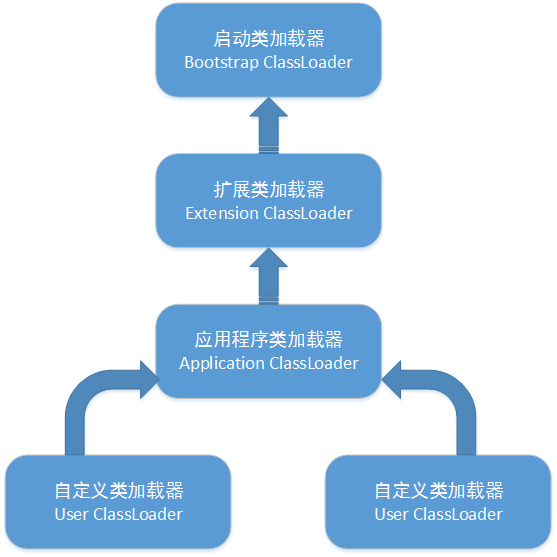 启动类加载器
Bootstrap ClassLoader
扩展类加载器
Extension ClassLoader
应用程序类加载器
Application ClassLoader
自定义类加载器
User ClassLoader
自定义类加载器
User ClassLoader